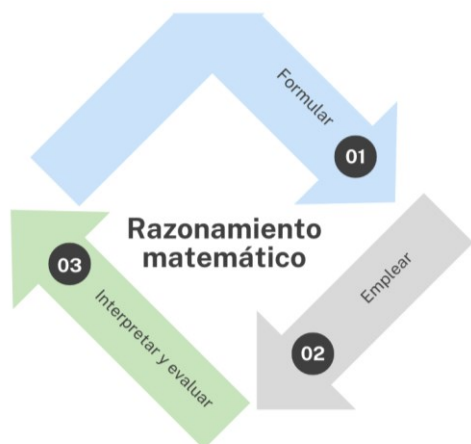 Formular
01
Razonamiento
matemático
Emplear
02
03
Interpretar y evaluar